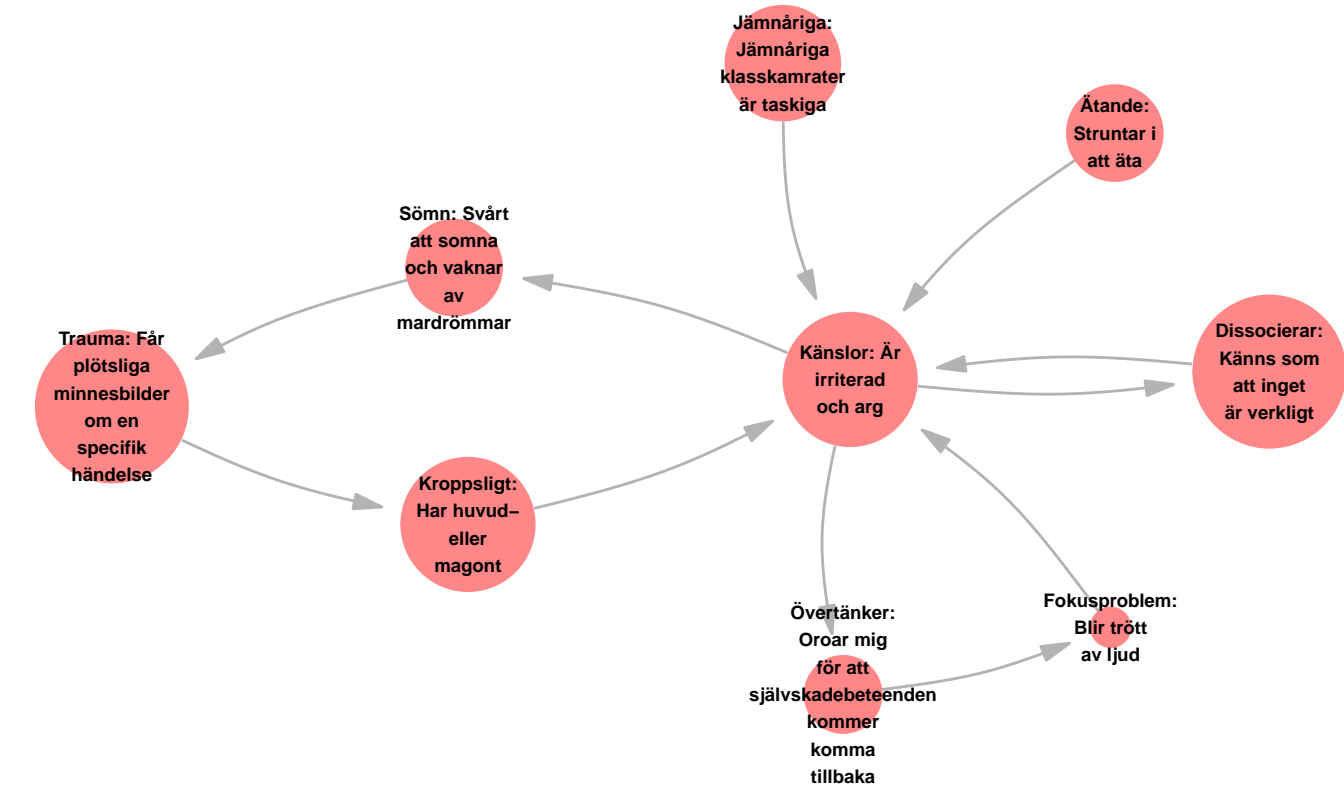 Jämnåriga:
Jämnåriga
klasskamrater
är taskiga
Ätande:
Struntar i
att äta
Sömn: Svårt
att somna
och vaknar
av
mardrömmar
Trauma: Får
plötsliga
minnesbilder
om en
specifik
händelse
Känslor: Är
irriterad
och arg
Dissocierar:
Känns som
att inget
är verkligt
Kroppsligt:
Har huvud−
eller
magont
Övertänker:
Oroar mig
för att
självskadebeteenden
kommer
komma
tillbaka
Fokusproblem:
Blir trött
av ljud